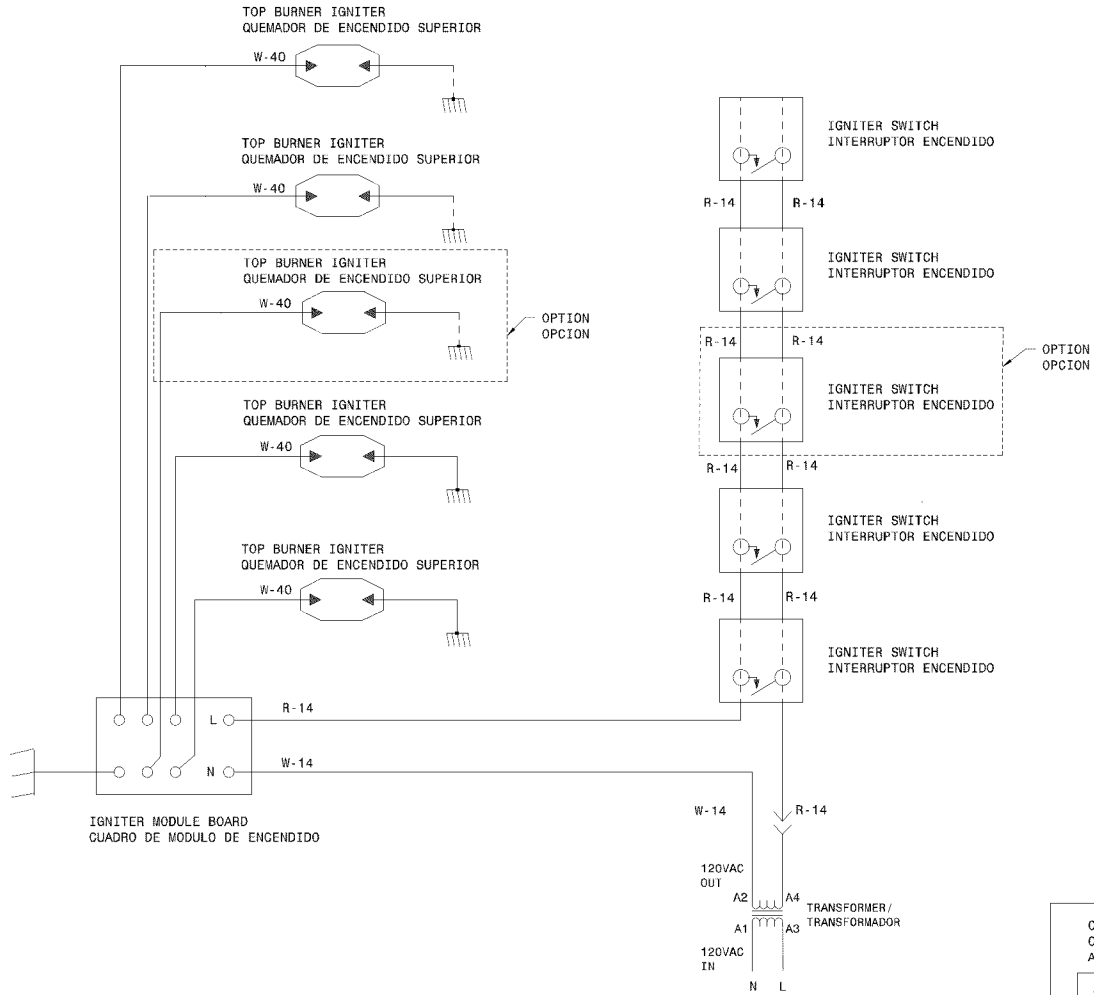 TOP BURNER IGNITER
QUEMADOR DE ENCENDIDO SUPERIOR
W-40
TOP BURNER IGNITER
QUEMADOR DE ENCENDIDO SUPERIOR
W-40
TOP BURNER IGNITER
QUEMADOR DE ENCENDIDO SUPERIOR
W-40
OPTION
OPCION
TOP BURNER IGNITER
QUEMADOR DE ENCENDIDO SUPERIOR
W-40
TOP BURNER IGNITER
QUEMADOR DE ENCENDIDO SUPERIOR
W-40
L
R-14
N
W-14
IGNITER MODULE BOARD
CUADRO DE MODULO DE ENCENDIDO
IGNITER SWITCH
INTERRUPTOR ENCENDIDO
R-14 R-14
IGNITER SWITCH
INTERRUPTOR ENCENDIDO
R-14 R-14
OPTION
OPCION
IGNITER SWITCH
INTERRUPTOR ENCENDIDO
R-14 R-14
IGNITER SWITCH
INTERRUPTOR ENCENDIDO
R-14 R-14
IGNITER SWITCH
INTERRUPTOR ENCENDIDO
W-14 R-14
120VAC
OUT
A2 A4
TRANSFORMER/
TRANSFORMADOR
A1 A3
120VAC
IN
N L